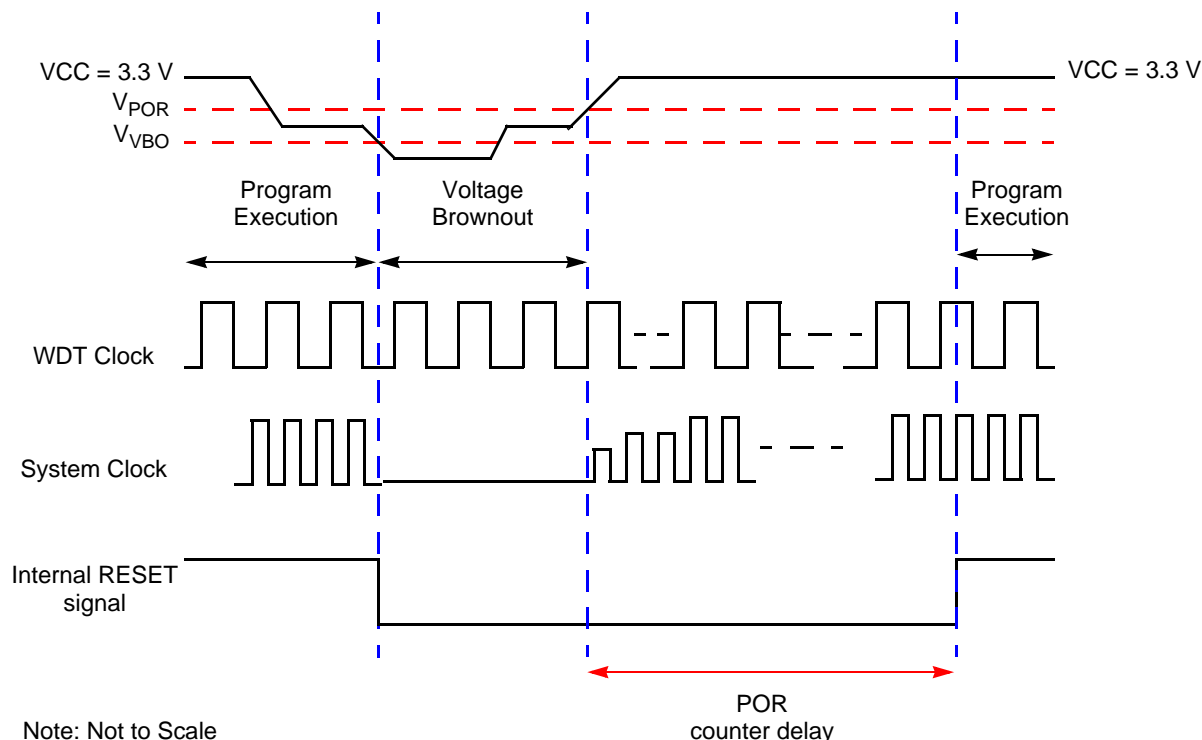 VCC = 3.3 V
VCC = 3.3 V
VPOR
VVBO
Program
Execution
Voltage
Brownout
Program
Execution
WDT Clock
System Clock
Internal RESET
signal
POR
counter delay
Note: Not to Scale